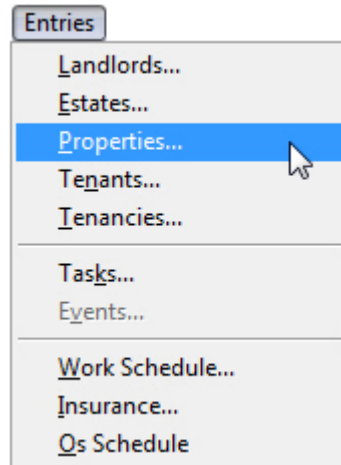 Entries
Landlords...
Estates...
Properties...
Tenants...
Tenancies...
Tasks...
Events...
Work Schedule...
Insurance...
Os Schedule